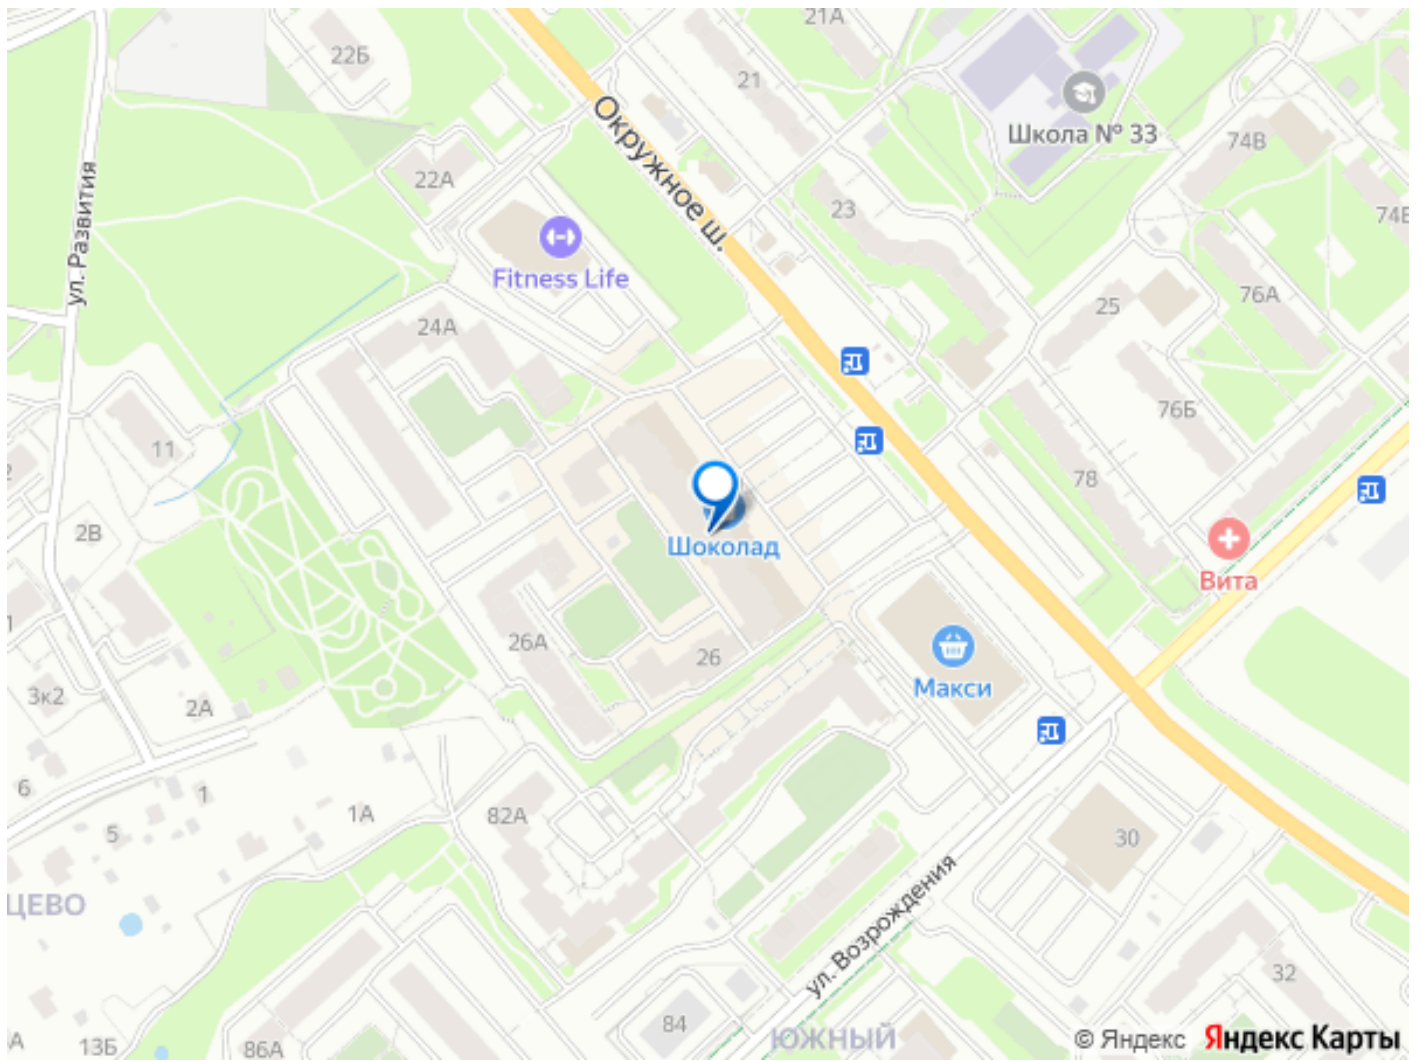 21А
22Б
21
Окружное ш.
Школа № 33
74В
22А
ул. Развития
23
Fitness Life
76А
25
24А
76Б
11
78
2В
Шоколад
Вита
26А
26
Макси
3к2
2А
6
1
1А
82А
5
30
ул. Возрождения
ЦЕВО
32
84
ЮЖНЫЙ
13Б
86А
© Яндекс Яндекс Карты